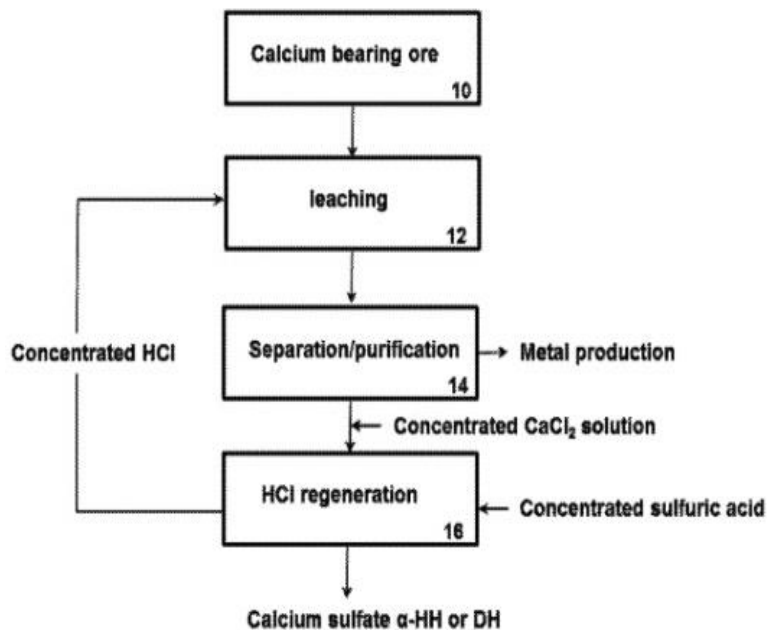 Calcium bearing ore
10
leaching
12
Concentrated HCl
Separation/purification
14
Metal production
Concentrated CaCl₂ solution
HCl regeneration
16
Concentrated sulfuric acid
Calcium sulfate α-HH or DH